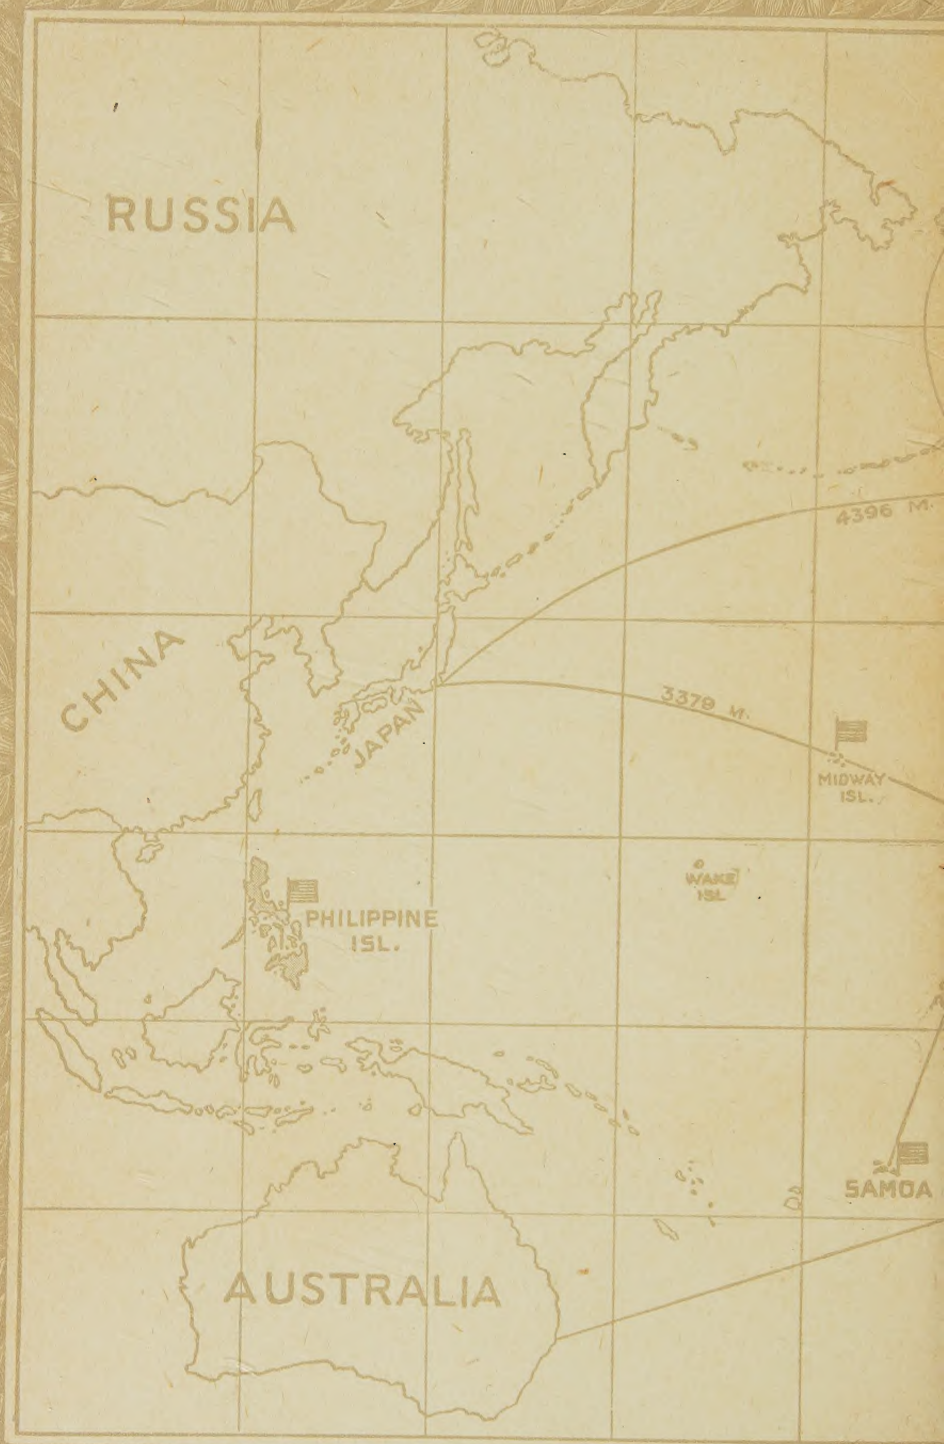 RUSSIA
4396 M.
CHINA
3379 M.
JAPAN
MIDWAY
ISL.
WAKE
ISL
PHILIPPINE
ISL.
SAMOA
AUSTRALIA